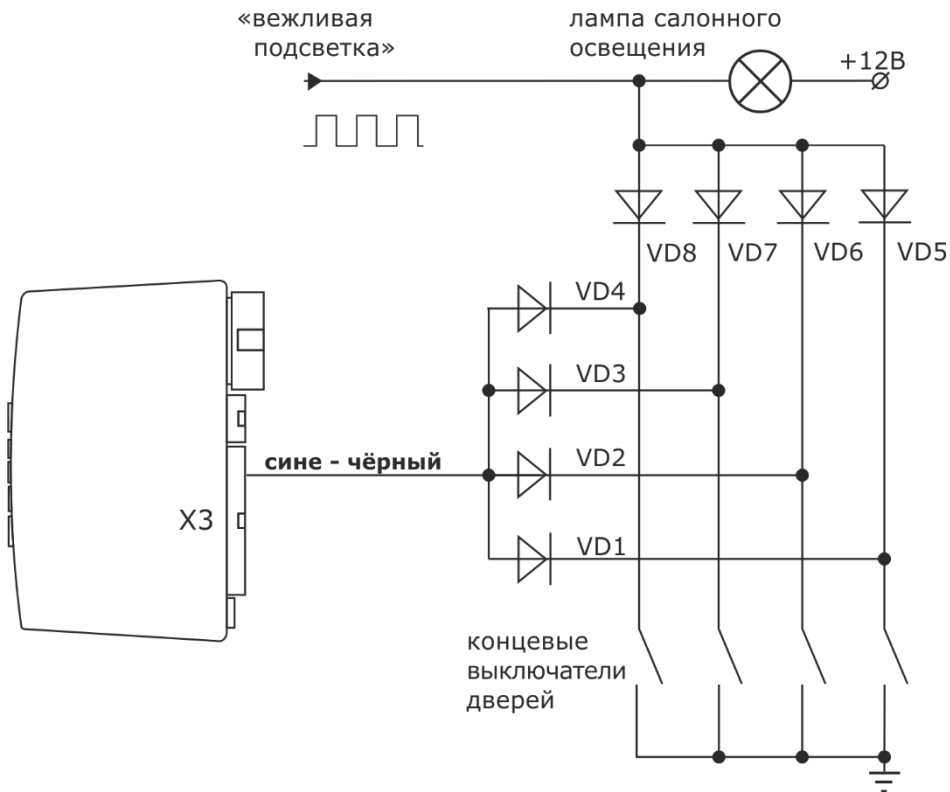 «вежливая
подсветка»
лампа салонного
освещения
+12В
VD8
VD7
VD6
VD5
VD4
VD3
сине - чёрный
VD2
X3
VD1
концевые
выключатели
дверей